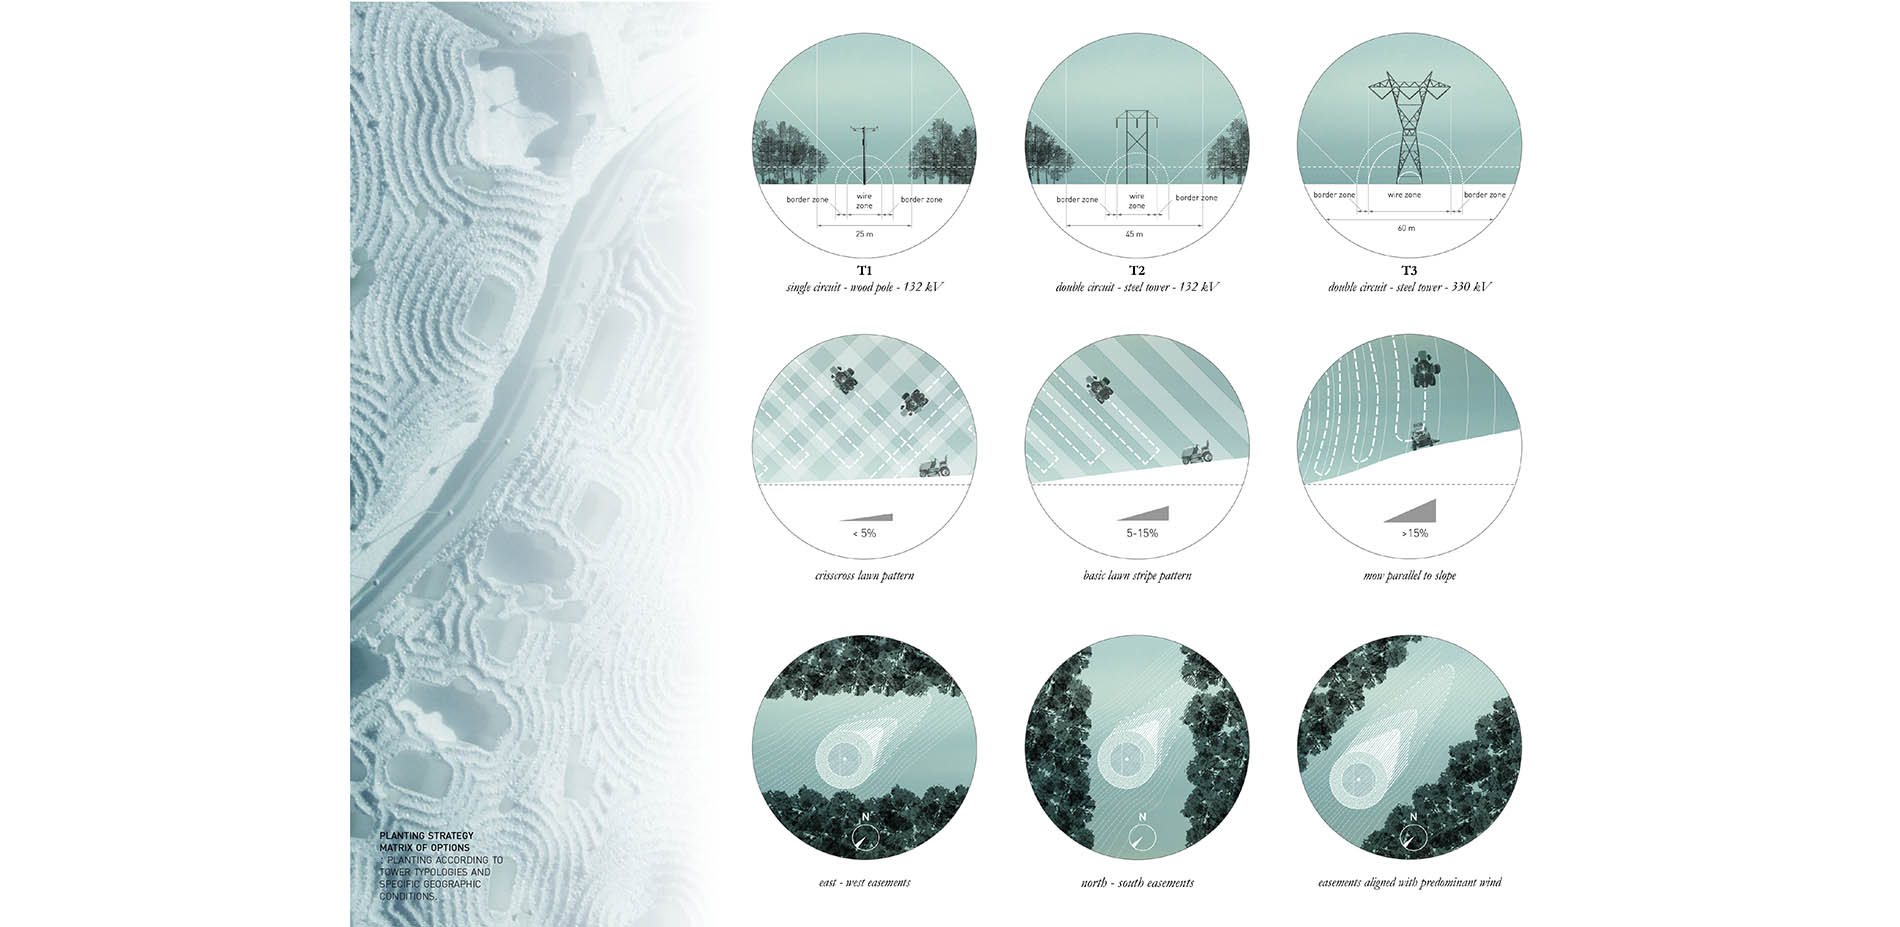 border zone
wire
zone
border zone
25 m
T1
single circuit - wood pole - 132 kV
border zone
wire
zone
border zone
45 m
T2
double circuit - steel tower - 132 kV
border zone
wire zone
border zone
60 m
T3
double circuit - steel tower - 330 kV
< 5%
crisscross lawn pattern
5-15%
basic lawn stripe pattern
>15%
mow parallel to slope
N
east - west easements
N
north - south easements
N
easements aligned with predominant wind
PLANTING STRATEGY
MATRIX OF OPTIONS
: PLANTING ACCORDING TO
TOWER TYPOLOGIES AND
SPECIFIC GEOGRAPHIC
CONDITIONS.